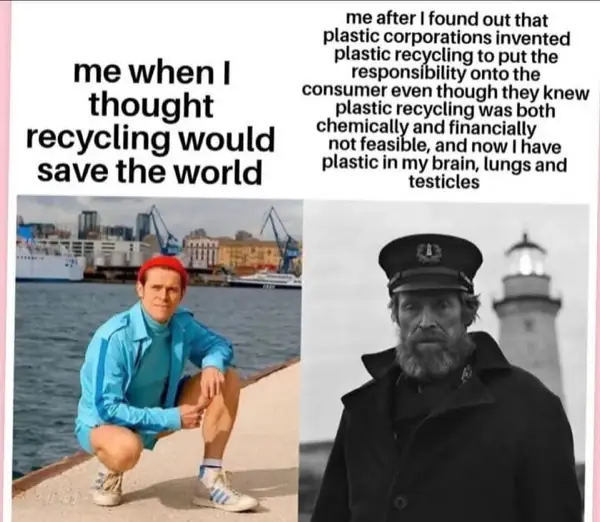 me when I
thought
recycling would
save the world
me after I found out that
plastic corporations invented
plastic recycling to put the
responsibility onto the
consumer even though they knew
plastic recycling was both
chemically and financially
not feasible, and now I have
plastic in my brain, lungs and
testicles